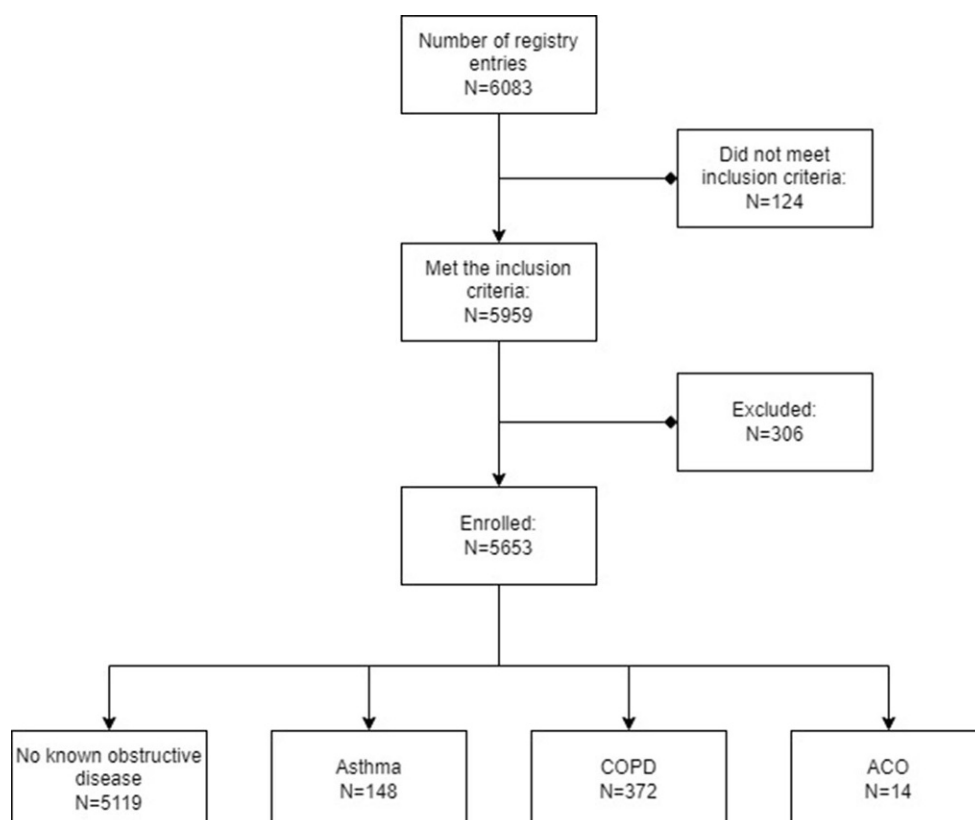 Number of registry
entries
N=6083
Did not meet
inclusion criteria:
N=124
Met the inclusion
criteria:
N=5959
Excluded:
N=306
Enrolled:
N=5653
No known obstructive
disease
N=5119
Asthma
N=148
COPD
N=372
ACO
N=14